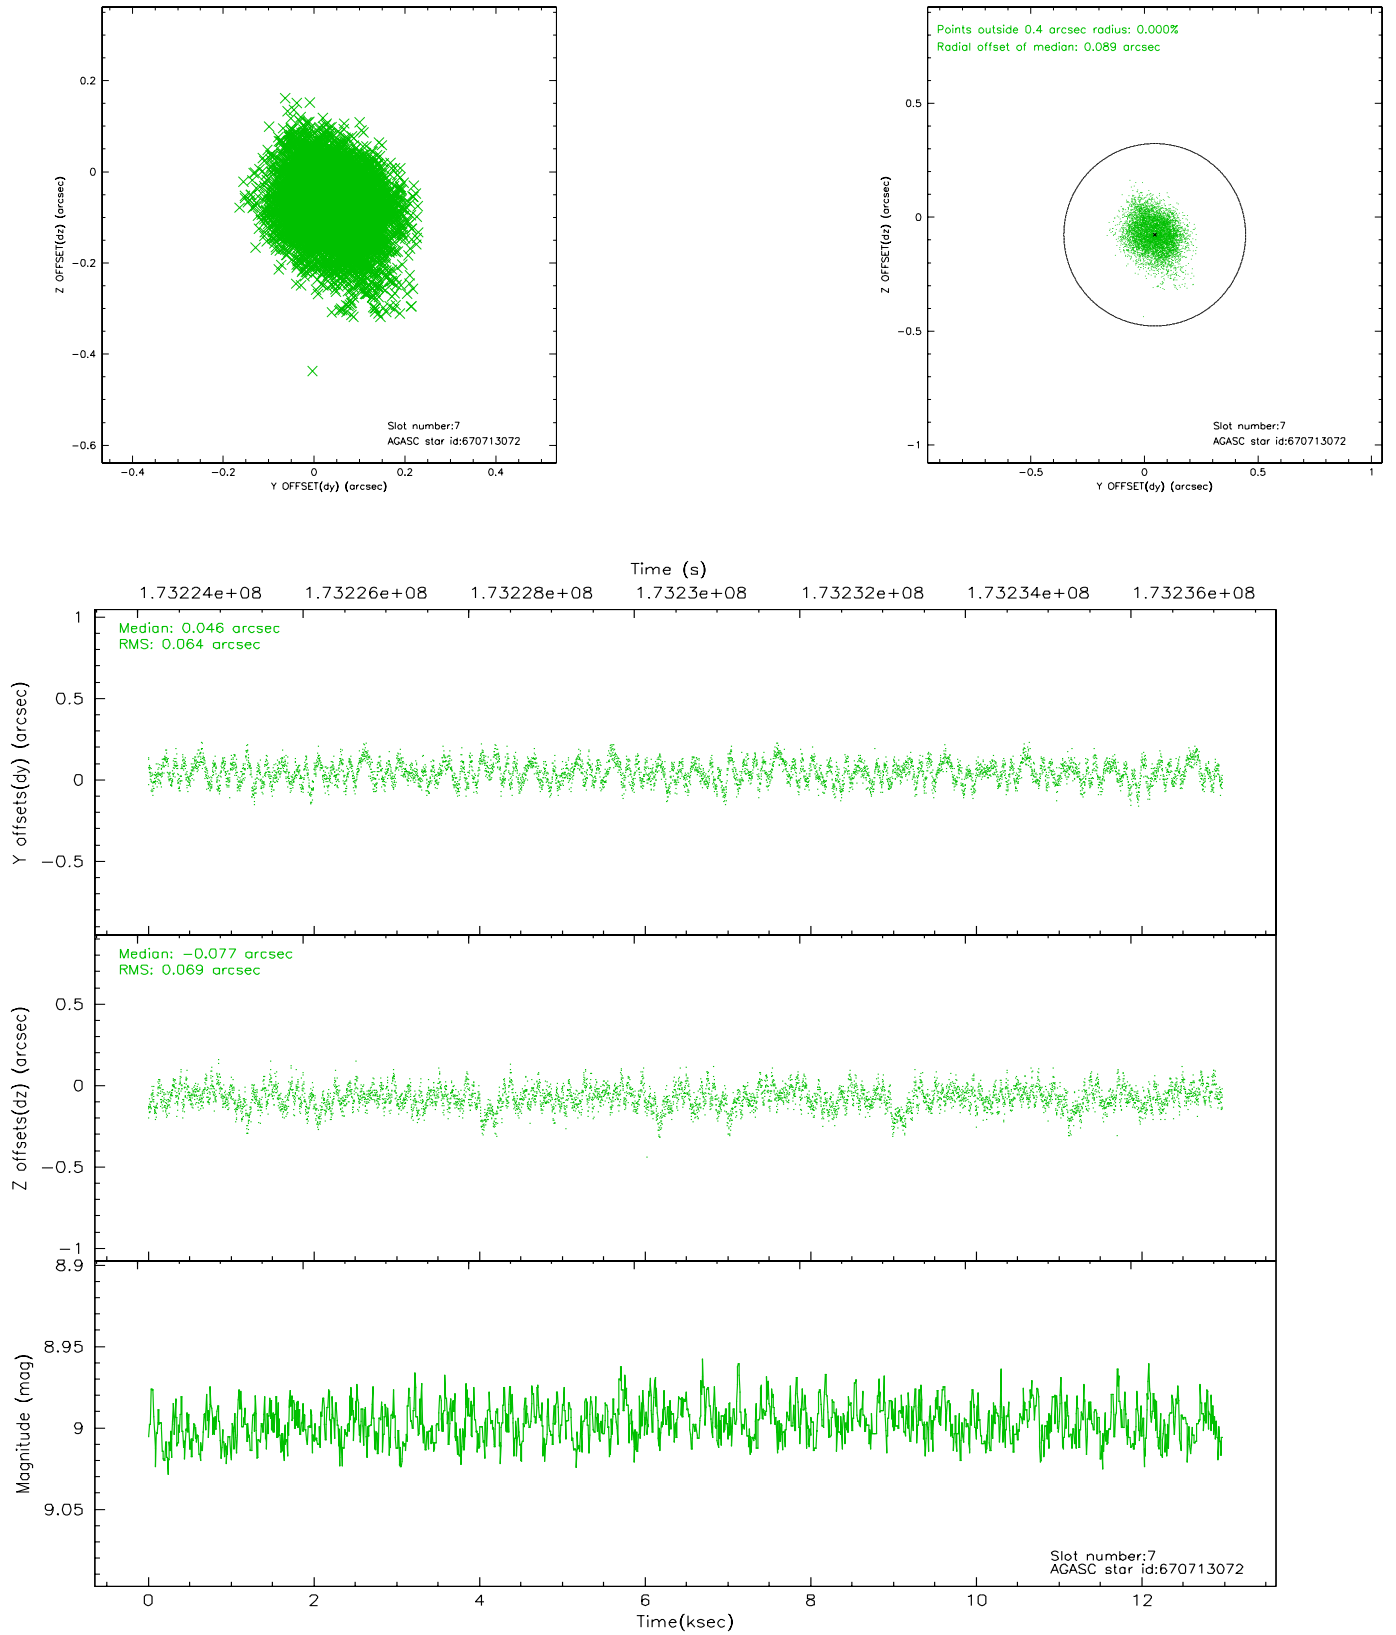 0.2
0
−0.2
−0.4
−0.6
Z OFFSET(dz) (arcsec)
Slot number:7
AGASC star id:670713072
−0.4 −0.2 0 0.2 0.4
Y OFFSET(dy) (arcsec)
Points outside 0.4 arcsec radius: 0.000%
Radial offset of median: 0.089 arcsec
0.5
0
−0.5
−1
Z OFFSET(dz) (arcsec)
Slot number:7
AGASC star id:670713072
−0.5 0 0.5 1
Y OFFSET(dy) (arcsec)
Time (s)
1.73224e+08 1.73226e+08 1.73228e+08 1.7323e+08 1.73232e+08 1.73234e+08 1.73236e+08
Median: 0.046 arcsec
RMS: 0.064 arcsec
1
0.5
0
−0.5
Y offsets(dy) (arcsec)
Median: −0.077 arcsec
RMS: 0.069 arcsec
0.5
0
−0.5
−1
Z offsets(dz) (arcsec)
8.9
8.95
9
9.05
Magnitude (mag)
Slot number:7
AGASC star id:670713072
0 2 4 6 8 10 12
Time(ksec)